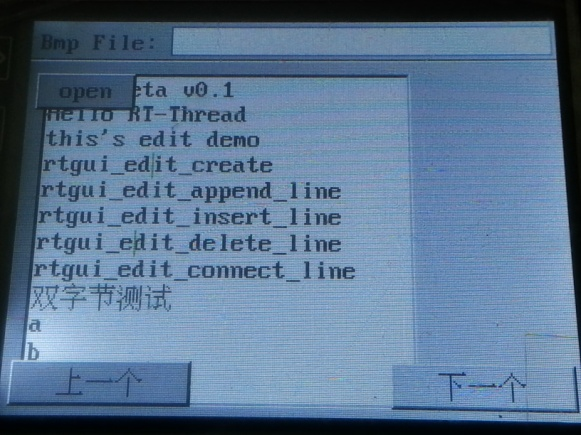 Bmp File:
open
eta v0.1
Hello RT-Thread
this's edit demo
rtgui_edit_create
rtgui_edit_append_line
rtgui_edit_insert_line
rtgui_edit_delete_line
rtgui_edit_connect_line
双字节测试
a
b
上一个
下一个